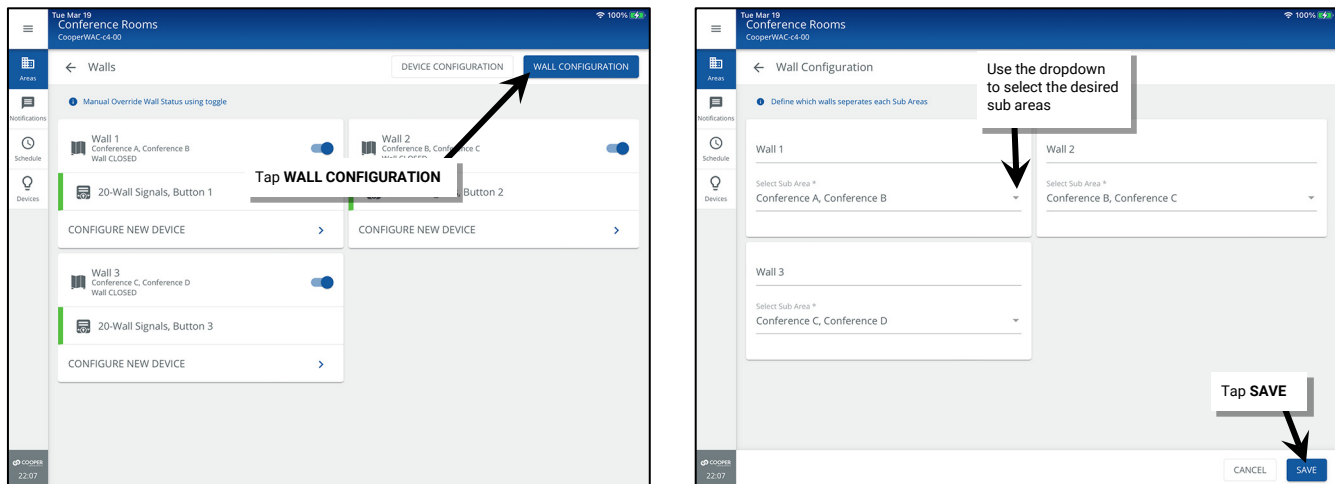 Tue Mar 19
100%
Conference Rooms
CooperWAC-c4-00
Areas
Walls
DEVICE CONFIGURATION
WALL CONFIGURATION
Notifications
Manual Override Wall Status using toggle
Schedule
Devices
Wall 1
Conference A, Conference B
Wall CLOSED
Wall 2
Conference B, Conference C
Wall CLOSED
Tap WALL CONFIGURATION
20-Wall Signals, Button 1
, Button 2
CONFIGURE NEW DEVICE
CONFIGURE NEW DEVICE
Wall 3
Conference C, Conference D
Wall CLOSED
20-Wall Signals, Button 3
CONFIGURE NEW DEVICE
COOPER
22:07
Tue Mar 19
100%
Conference Rooms
CooperWAC-c4-00
Areas
Wall Configuration
Use the dropdown
to select the desired
sub areas
Notifications
Define which walls seperates each Sub Areas
Schedule
Devices
Wall 1
Select Sub Area *
Conference A, Conference B
Wall 2
Select Sub Area *
Conference B, Conference C
Wall 3
Select Sub Area *
Conference C, Conference D
Tap SAVE
COOPER
22:07
CANCEL
SAVE